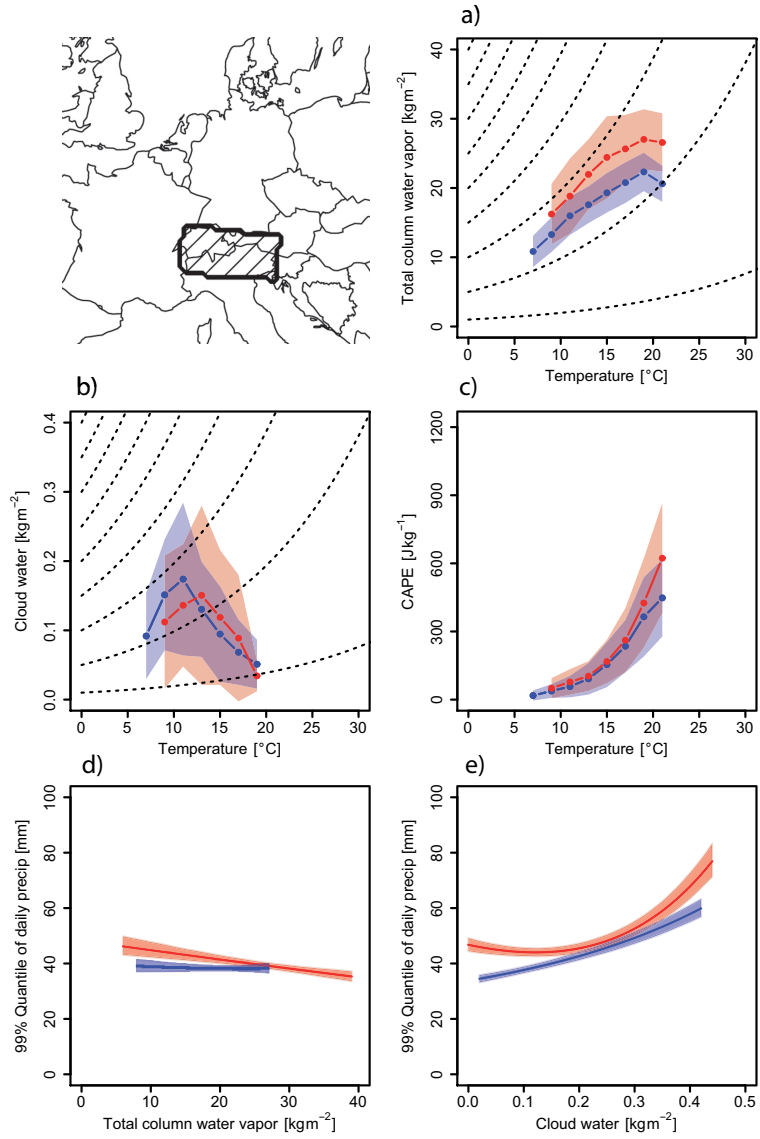 a)
Total column water vapor [kgm−2]
40
30
20
10
0
0 5 10 15 20 25 30
Temperature [°C]
b)
Cloud water [kgm−2]
0.4
0.3
0.2
0.1
0.0
0 5 10 15 20 25 30
Temperature [°C]
c)
CAPE [Jkg−1]
1200
900
600
300
0
0 5 10 15 20 25 30
Temperature [°C]
d)
99% Quantile of daily precip [mm]
100
80
60
40
20
0
0 10 20 30 40
Total column water vapor [kgm−2]
e)
99% Quantile of daily precip [mm]
100
80
60
40
20
0
0.0 0.1 0.2 0.3 0.4 0.5
Cloud water [kgm−2]